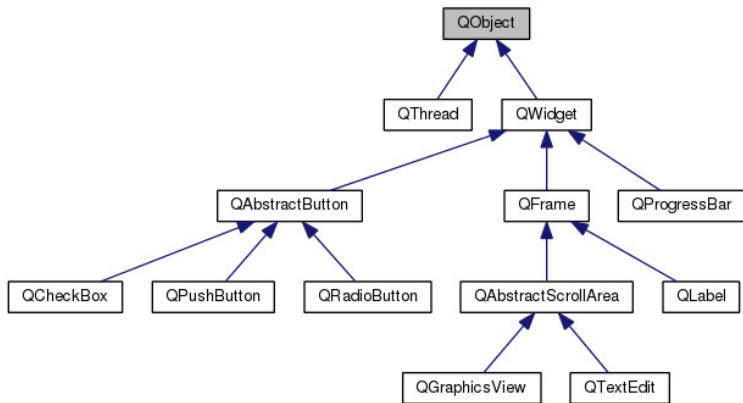 QObject
QThread
QWidget
QAbstractButton
QFrame
QProgressBar
QCheckBox
QPushButton
QRadioButton
QAbstractScrollArea
QLabel
QGraphicsView
QTextEdit